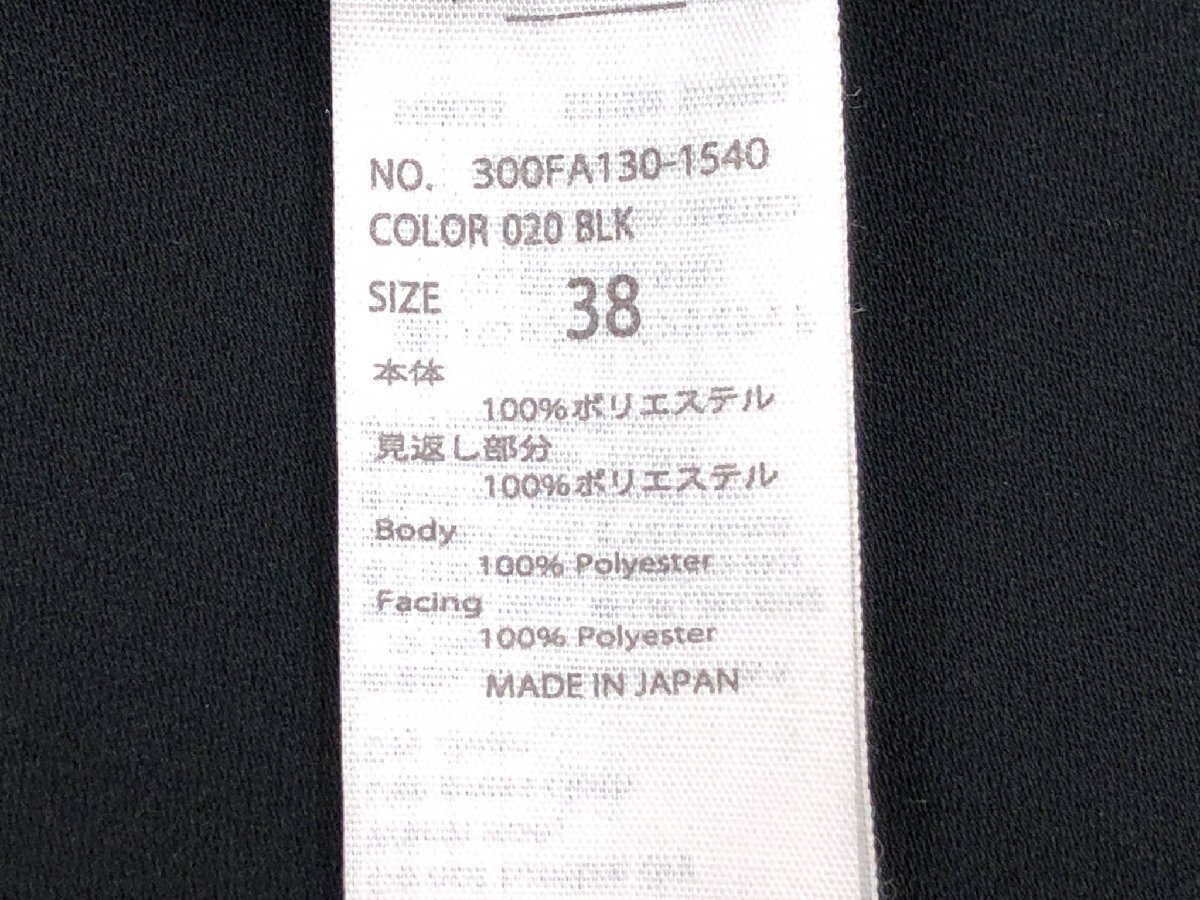 NO. 300FA130-1540
COLOR 020 BLK
SIZE 38
本体
100%ポリエステル
見返し部分
100%ポリエステル
Body
100% Polyester
Facing
100% Polyester
MADE IN JAPAN